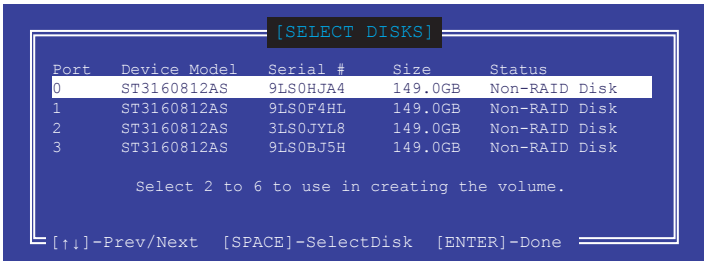 [SELECT DISKS]
Port Device Model Serial # Size Status
0 ST3160812AS 9LS0HJA4 149.0GB Non-RAID Disk
1 ST3160812AS 9LS0F4HL 149.0GB Non-RAID Disk
2 ST3160812AS 3LS0JYL8 149.0GB Non-RAID Disk
3 ST3160812AS 9LS0BJ5H 149.0GB Non-RAID Disk
Select 2 to 6 to use in creating the volume.
[↑↓]-Prev/Next [SPACE]-SelectDisk [ENTER]-Done